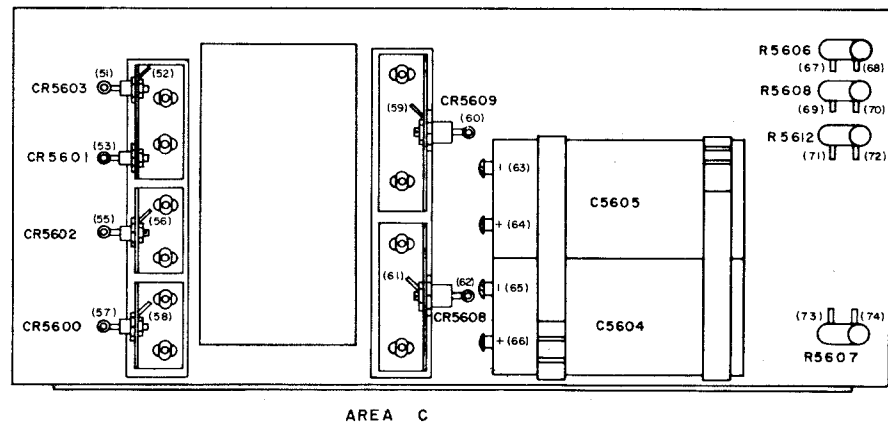 R5606
(67) (68)
(51) (52)
CR5603
CR5609
(59) (60)
R5608
(69) (70)
R5612
(71) (72)
(53)
CR5601
(63)
C5605
(55) (56)
CR5602
+ (64)
(61) (62)
CR5608
(65)
C5604
+ (66)
(57) (58)
CR5600
(73) (74)
R5607
AREA C